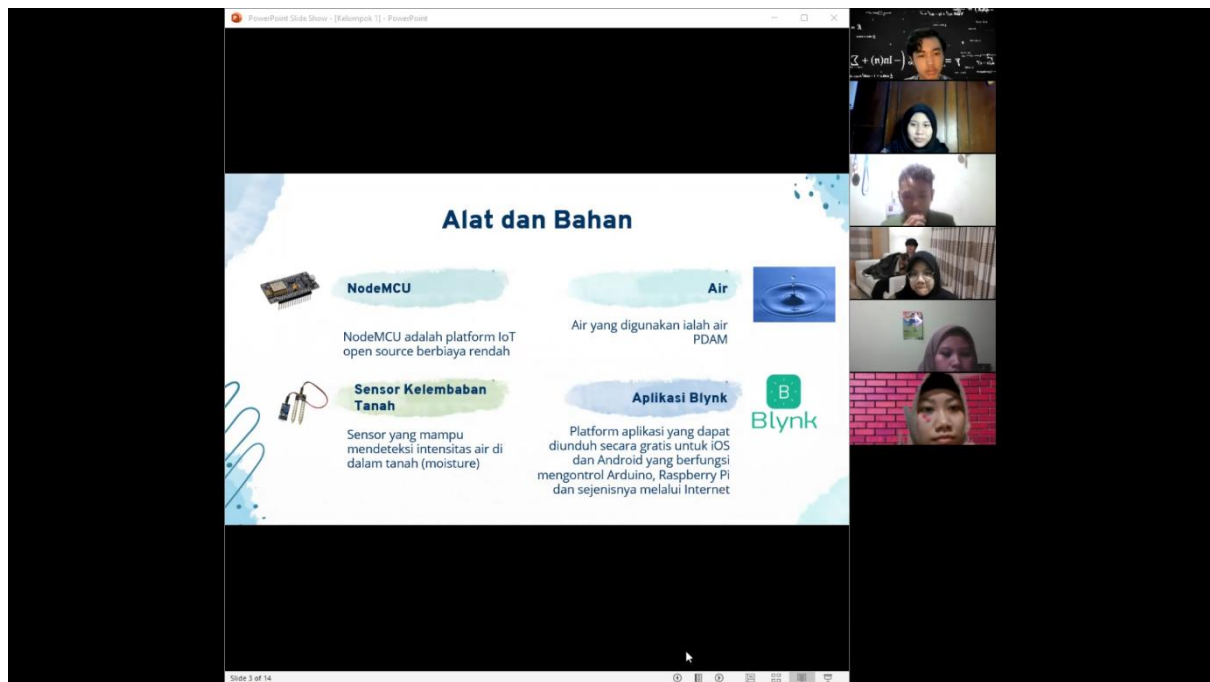 PowerPoint Slide Show - [Kelompok 1] - PowerPoint
Alat dan Bahan
NodeMCU
NodeMCU adalah platform IoT
open source berbiaya rendah
Air
Air yang digunakan ialah air
PDAM
Sensor Kelembaban
Tanah
Sensor yang mampu
mendeteksi intensitas air di
dalam tanah (moisture)
Aplikasi Blynk
Platform aplikasi yang dapat
diunduh secara gratis untuk iOS
dan Android yang berfungsi
mengontrol Arduino, Raspberry Pi
dan sejenisnya melalui Internet
B
Blynk
Slide 3 of 14